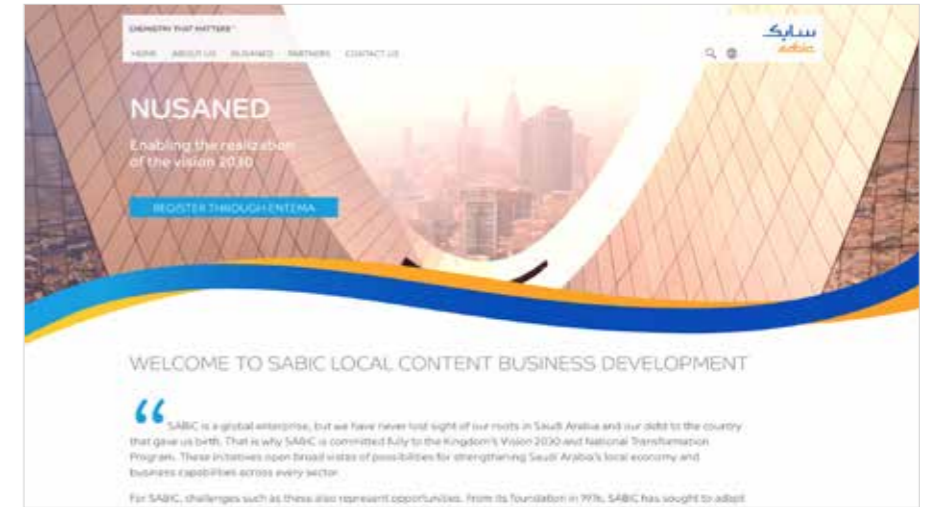 CHEMISTRY THAT MATTERS™
سابك
sabic
HOME ABOUT US NUSANED PARTNERS CONTACT US
NUSANED
Enabling the realization
of the vision 2030
REGISTER THROUGH ENTEMA
WELCOME TO SABIC LOCAL CONTENT BUSINESS DEVELOPMENT
“ SABIC is a global enterprise, but we have never lost sight of our roots in Saudi Arabia and our debt to the country
that gave us birth. That is why SABIC is committed fully to the Kingdom's Vision 2030 and National Transformation
Program. These initiatives open broad vistas of possibilities for strengthening Saudi Arabia's local economy and
business capabilities across every sector.
For SABIC, challenges such as these also represent opportunities. From its foundation in 1976, SABIC has sought to adapt